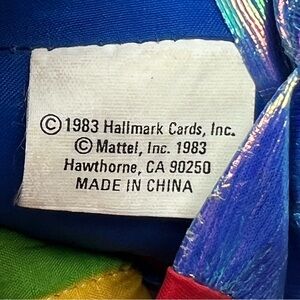 © 1983 Hallmark Cards, Inc.
© Mattel, Inc. 1983
Hawthorne, CA 90250
MADE IN CHINA